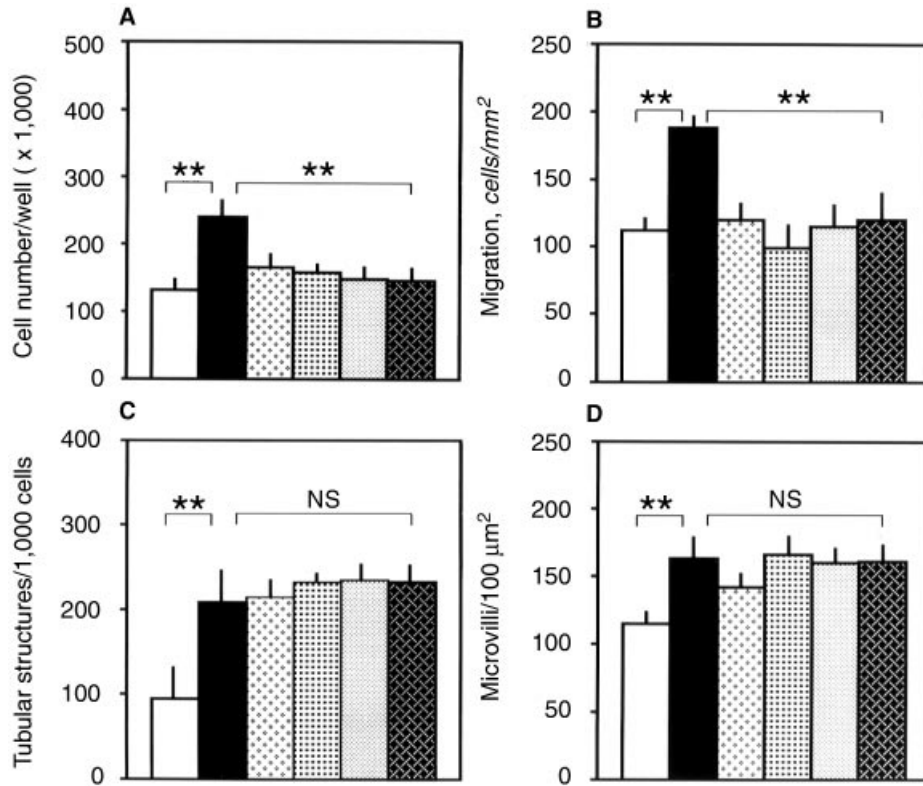 A
Cell number/well ( x 1,000)
500
400
300
200
100
0
**
**
B
Migration, cells/mm²
250
200
150
100
50
0
**
**
C
Tubular structures/1,000 cells
400
300
200
100
0
**
NS
D
Microvilli/100 μm²
250
200
150
100
50
0
**
NS